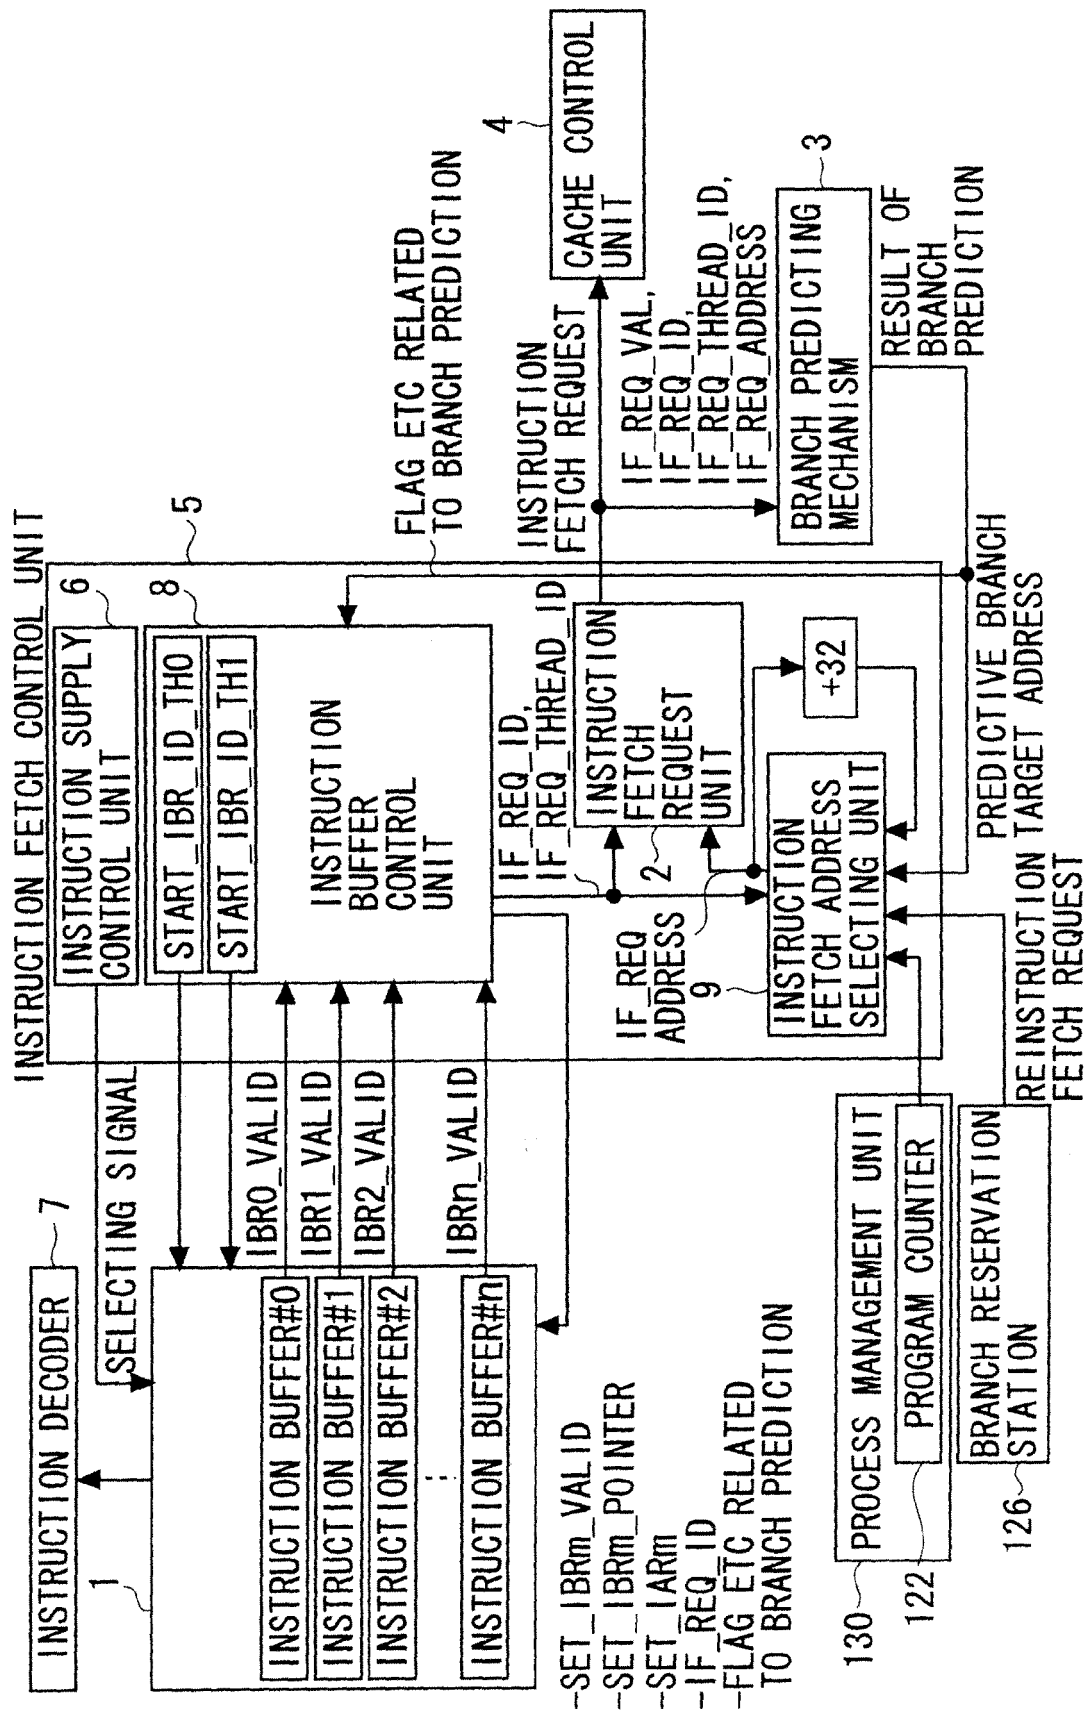 INSTRUCTION DECODER
7
SELECTING SIGNAL
1
INSTRUCTION BUFFER#0
INSTRUCTION BUFFER#1
INSTRUCTION BUFFER#2
INSTRUCTION BUFFER#n
IBR0_VALID
IBR1_VALID
IBR2_VALID
IBRn_VALID
-SET_IBRm_VALID
-SET_IBRm_POINTER
-SET_IARm
-IF_REQ_ID
-FLAG ETC RELATED
TO BRANCH PREDICTION
INSTRUCTION FETCH CONTROL UNIT
5
INSTRUCTION SUPPLY
CONTROL UNIT
6
START_IBR_ID_TH0
START_IBR_ID_TH1
8
INSTRUCTION
BUFFER
CONTROL
UNIT
FLAG ETC RELATED
TO BRANCH PREDICTION
IF_REQ_ID,
IF_REQ_THREAD_ID
INSTRUCTION
FETCH
REQUEST
UNIT
2
INSTRUCTION
FETCH REQUEST
4
CACHE CONTROL
UNIT
IF_REQ_VAL,
IF_REQ_ID,
IF_REQ_THREAD_ID,
IF_REQ_ADDRESS
3
BRANCH PREDICTING
MECHANISM
RESULT OF
BRANCH
PREDICTION
IF_REQ
ADDRESS
9
INSTRUCTION
FETCH ADDRESS
SELECTING UNIT
+32
PREDICTIVE BRANCH
TARGET ADDRESS
REINSTRUCTION
FETCH REQUEST
PROCESS MANAGEMENT UNIT
PROGRAM COUNTER
130
122
BRANCH RESERVATION
STATION
126